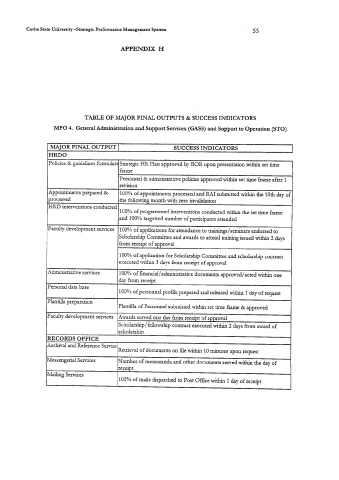 Cavite State University –Strategic Performance Management System 55
APPENDIX H
TABLE OF MAJOR FINAL OUTPUTS & SUCCESS INDICATORS
MFO 4. General Administration and Support Services (GASS) and Support to Operation (STO)
MAJOR FINAL OUTPUT SUCCESS INDICATORS
HRDO
Policies & guidelines formulate Strategic HR Plan approved by BOR upon presentation within set time
frame
Personnel & administrative policies approved within set time frame after 1
revision
Appointments prepared & 100% of appointments processed and RAI submitted within the 10th day of
processed the following month with zero invalidation
HRD interventions conducted
100% of programmed interventions conducted within the set time frame
and 100% targeted number of participants attended
Faculty development services 100% of applications for attendance to trainings/seminars endorsed to
Scholarship Committee and awards to attend training issued within 2 days
from receipt of approval
100% of application for Scholarship Committee and scholarship contract
executed within 3 days from receipt of approval
Administrative services 100% of financial/administrative documents approved/acted within one
day from receipt
Personal data base
100% of personnel profile prepared and released within 1 day of request
Plantilla preparation
Plantilla of Personnel submitted within set time frame & approved
Faculty development services Awards served one day from receipt of approval
Scholarship/fellowship contract executed within 2 days from award of
scholarship
RECORDS OFFICE
Archival and Reference Service
Retrieval of documents on file within 10 minutes upon request
Messengerial Services Number of memoranda and other documents served within the day of
receipt
Mailing Services
100% of mails dispatched to Post Office within 1 day of receipt